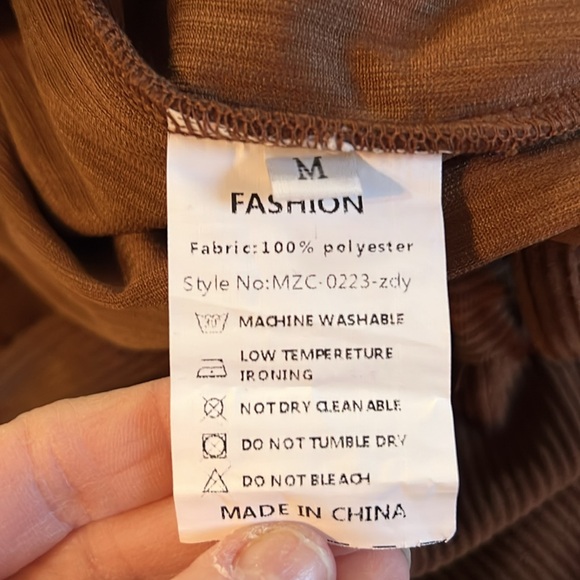 M
FASHION
Fabric:100% polyester
Style No:MZC-0223-zdy
30
MACHINE WASHABLE
LOW TEMPERETURE
IRONING
NOT DRY CLEANABLE
DO NOT TUMBLE DRY
DO NOT BLEACH
MADE IN CHINA